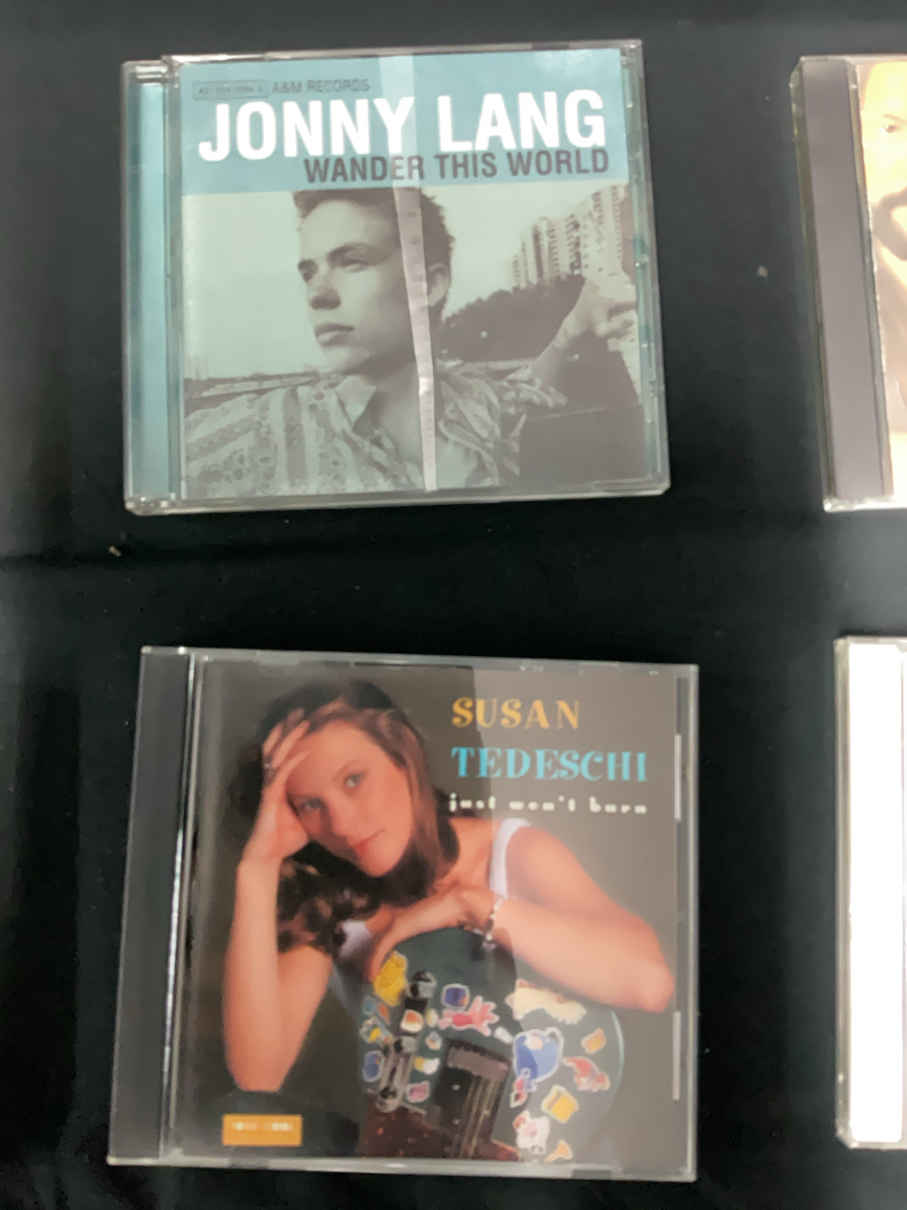 A&M RECORDS
JONNY LANG
WANDER THIS WORLD
SUSAN
TEDESCHI
just won't burn